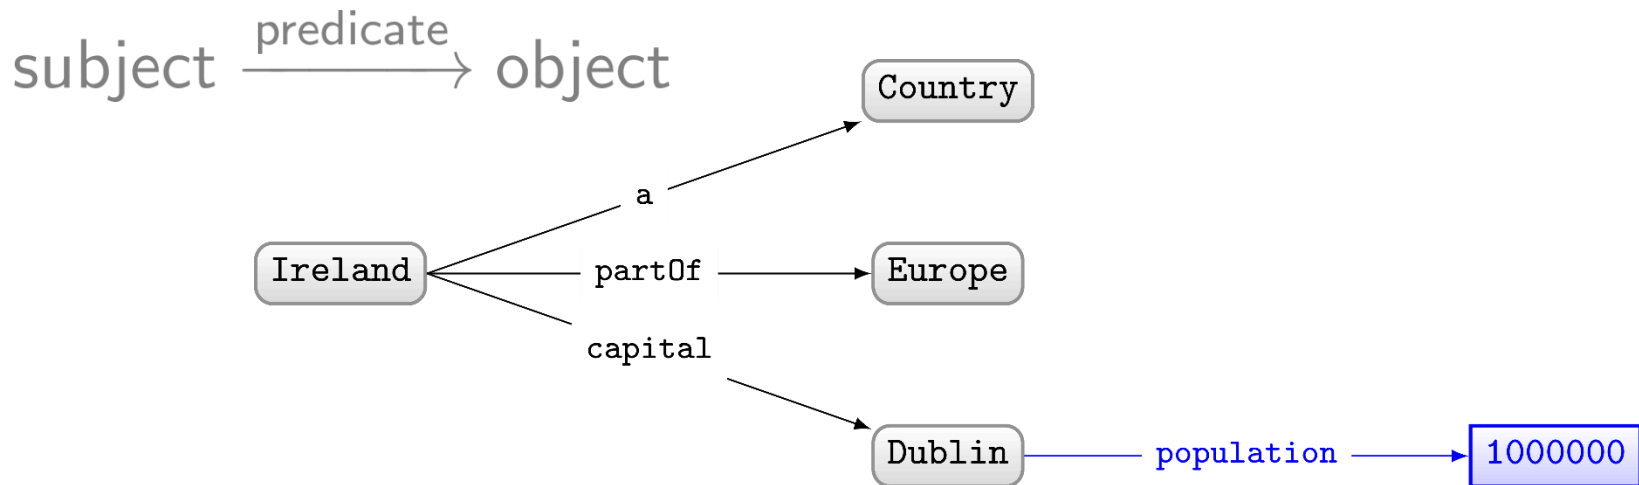 predicate
subject object
Country
a
Ireland partOf Europe
capital
Dublin population 1000000